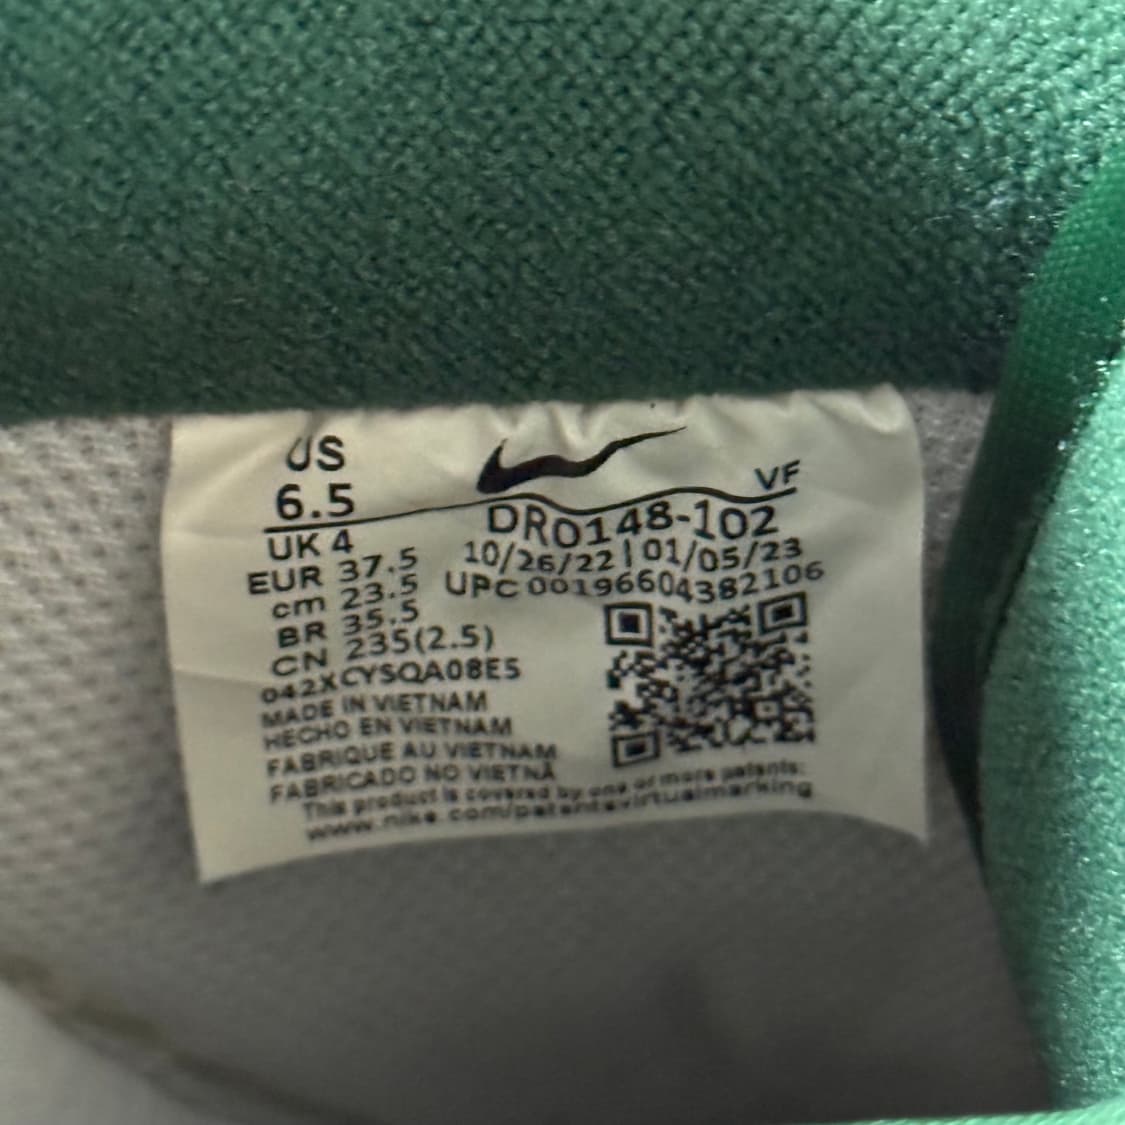 US
6.5
VF
UK 4
DR0148-102
EUR 37.5
10/26/22 | 01/05/23
cm 23.5
UPC 00196604382106
BR 35.5
CN 235(2.5)
042XCYSQA08E5
MADE IN VIETNAM
HECHO EN VIETNAM
FABRIQUE AU VIETNAM
FABRICADO NO VIETNÃ
This product is covered by one or more patents:
www.nike.com/patentsvirtualmarking